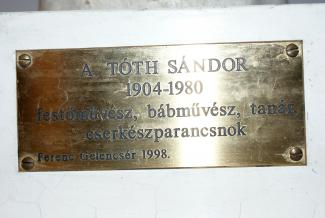 A. TÓTH SÁNDOR
1904-1980
festőművész, bábművész, tanár,
cserkészparancsnok
Ferenc Gelencsér 1998.